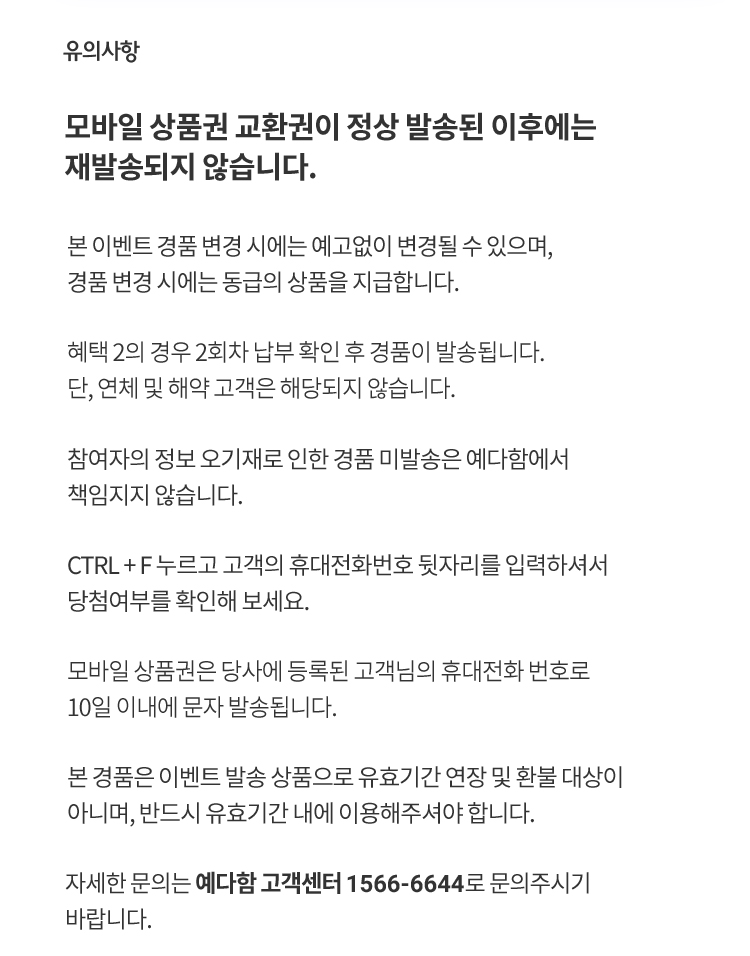 유의사항
모바일 상품권 교환권이 정상 발송된 이후에는
재발송되지 않습니다.
본 이벤트 경품 변경 시에는 예고없이 변경될 수 있으며,
경품 변경 시에는 동급의 상품을 지급합니다.
혜택 2의 경우 2회차 납부 확인 후 경품이 발송됩니다.
단, 연체 및 해약 고객은 해당되지 않습니다.
참여자의 정보 오기재로 인한 경품 미발송은 예다함에서
책임지지 않습니다.
CTRL + F 누르고 고객의 휴대전화번호 뒷자리를 입력하셔서
당첨여부를 확인해 보세요.
모바일 상품권은 당사에 등록된 고객님의 휴대전화 번호로
10일 이내에 문자 발송됩니다.
본 경품은 이벤트 발송 상품으로 유효기간 연장 및 환불 대상이
아니며, 반드시 유효기간 내에 이용해주셔야 합니다.
자세한 문의는 예다함 고객센터 1566-6644로 문의주시기
바랍니다.